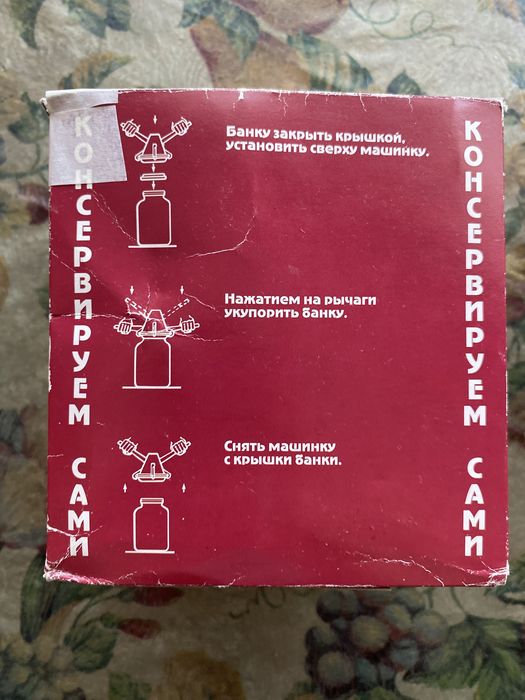 КОНСЕРВИРУЕМ САМИ
Банку закрыть крышкой,
установить сверху машинку.
Нажатием на рычаги
укупорить банку.
Снять машинку
с крышки банки.
КОНСЕРВИРУЕМ САМИ